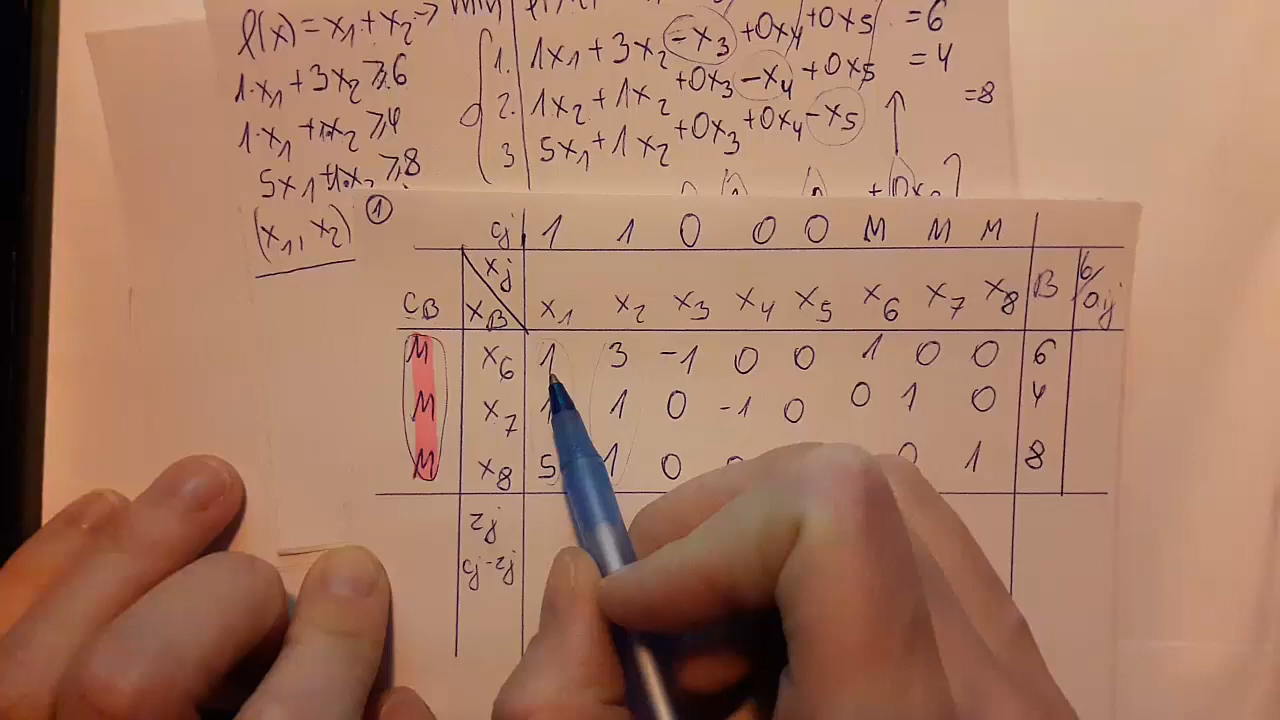 f(x) = x1 + x2 → min
1·x1 + 3x2 ≥ 6
1·x1 + 1·x2 ≥ 4
5x1 + 1·x2 ≥ 8
(x1, x2)
1. 1x1 + 3x2 - x3 + 0x4 + 0x5 = 6
2. 1x2 + 1x2 + 0x3 - x4 + 0x5 = 4
3 5x1 + 1x2 + 0x3 + 0x4 - x5 = 8
①
cj 1 1 0 0 0 M M M
xj
cB xB x1 x2 x3 x4 x5 x6 x7 x8 B b/aij
M x6 1 3 -1 0 0 1 0 0 6
M x7 1 1 0 -1 0 0 1 0 4
M x8 5 1 0 0 1 8
zj
cj-zj